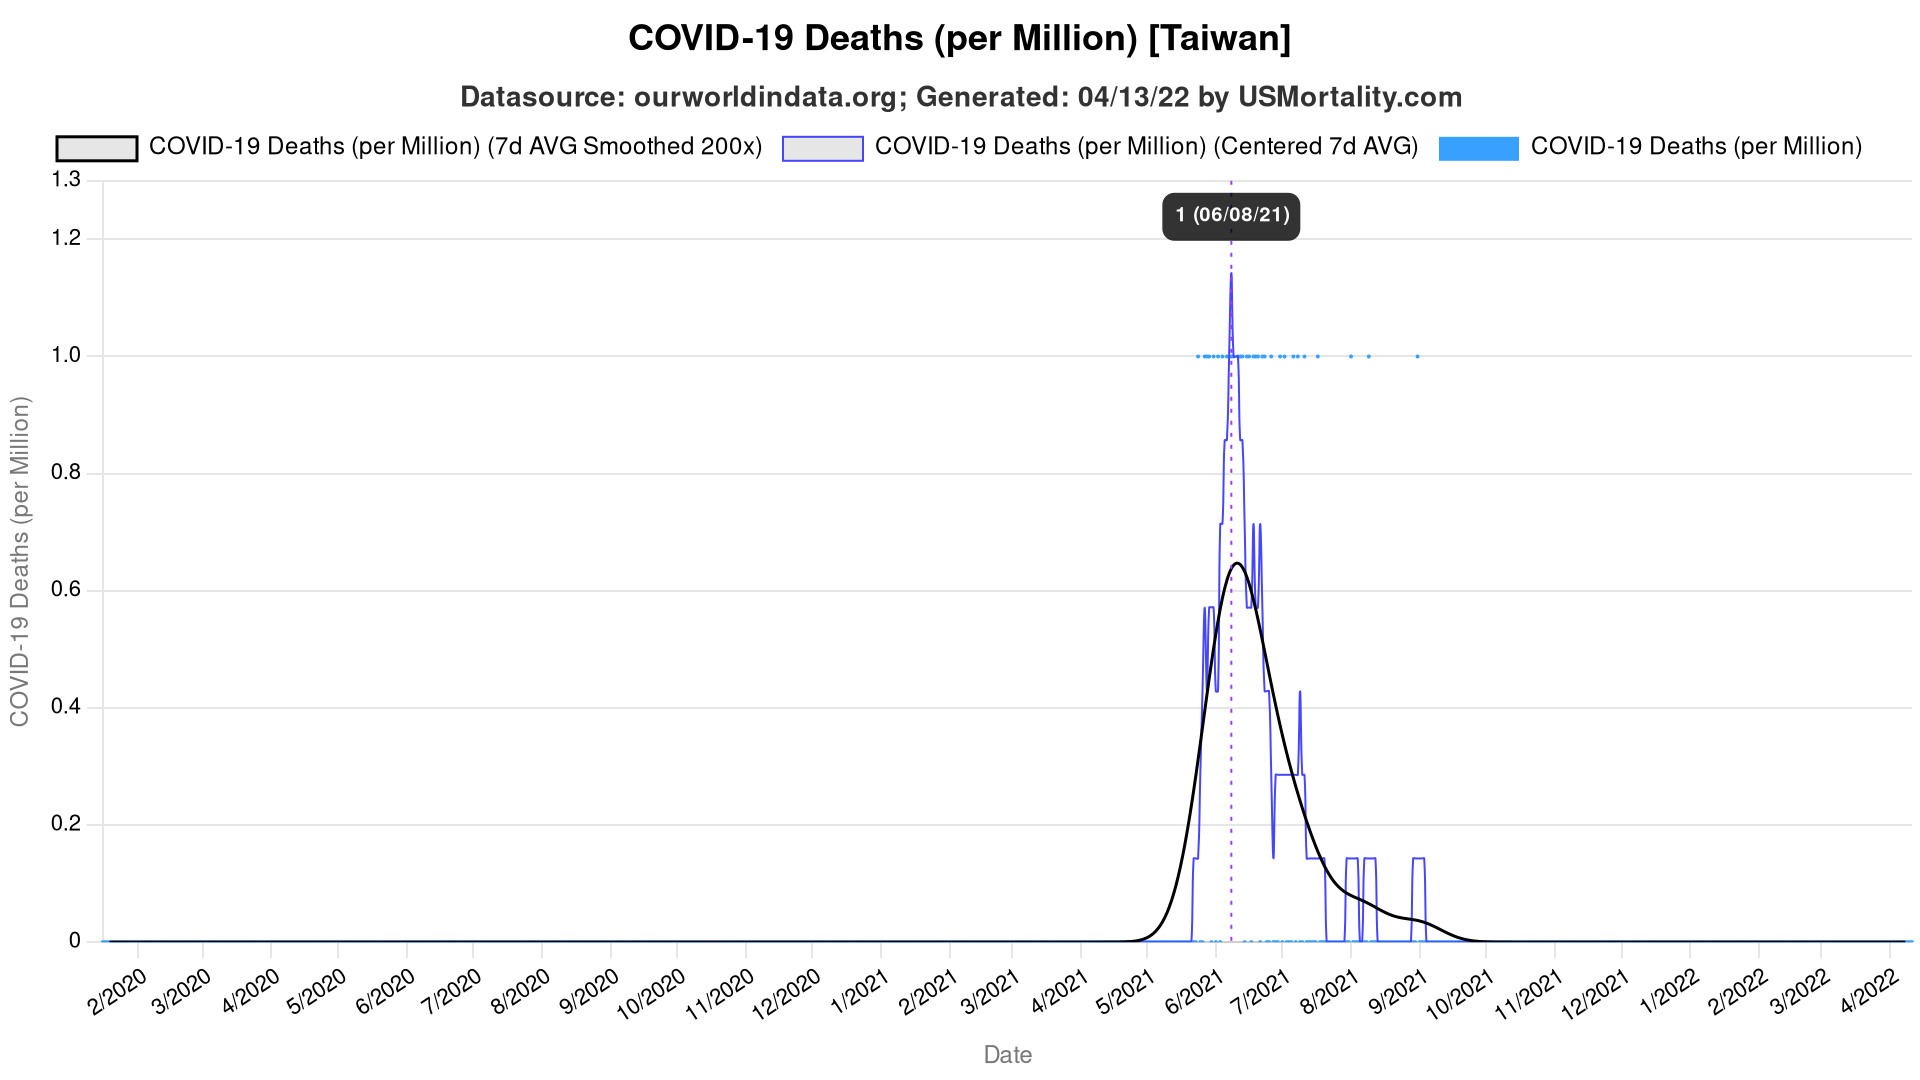 COVID-19 Deaths (per Million) [Taiwan]
Datasource: ourworldindata.org; Generated: 04/13/22 by USMortality.com
COVID-19 Deaths (per Million) (7d AVG Smoothed 200x) COVID-19 Deaths (per Million) (Centered 7d AVG) COVID-19 Deaths (per Million)
1.3
1 (06/08/21)
1.2
1.0
0.8
COVID-19 Deaths (per Million)
0.6
0.4
0.2
0
2/2020 3/2020 4/2020 5/2020 6/2020 7/2020 8/2020 9/2020 10/2020 11/2020 12/2020 1/2021 2/2021 3/2021 4/2021 5/2021 6/2021 7/2021 8/2021 9/2021 10/2021 11/2021 12/2021 1/2022 2/2022 3/2022 4/2022
Date